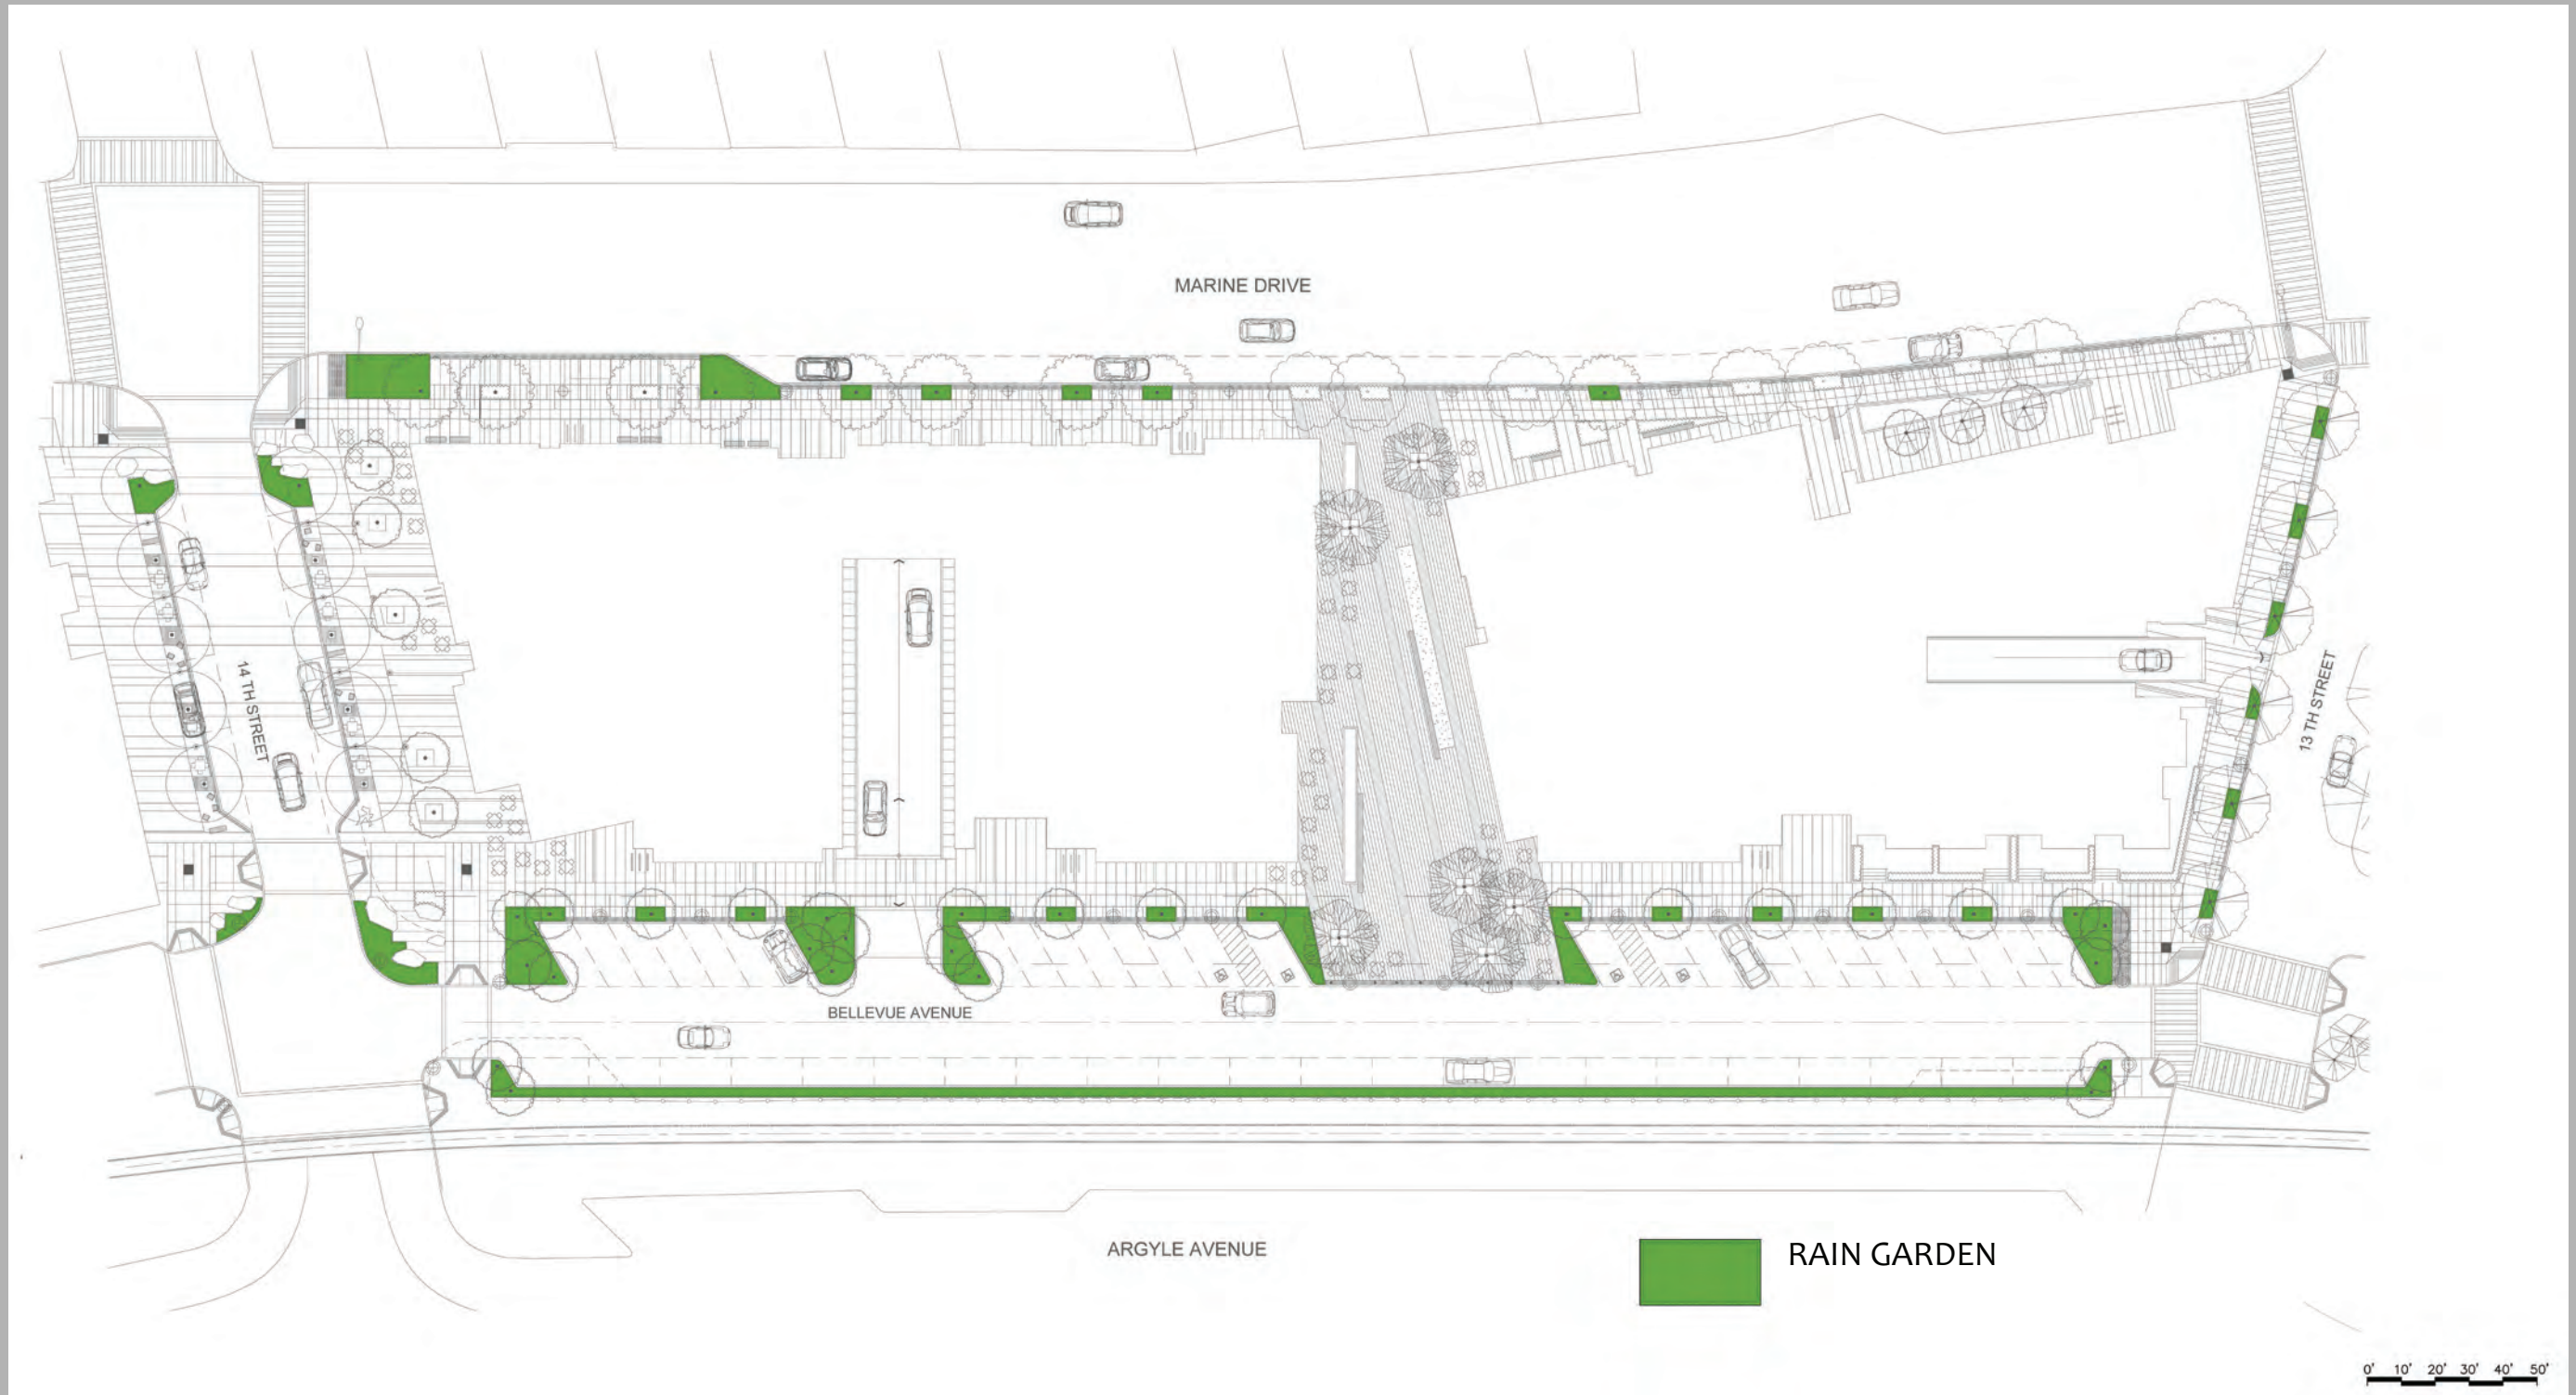 MARINE DRIVE
14 TH STREET
13 TH STREET
BELLEVUE AVENUE
ARGYLE AVENUE
RAIN GARDEN
0' 10' 20' 30' 40' 50'